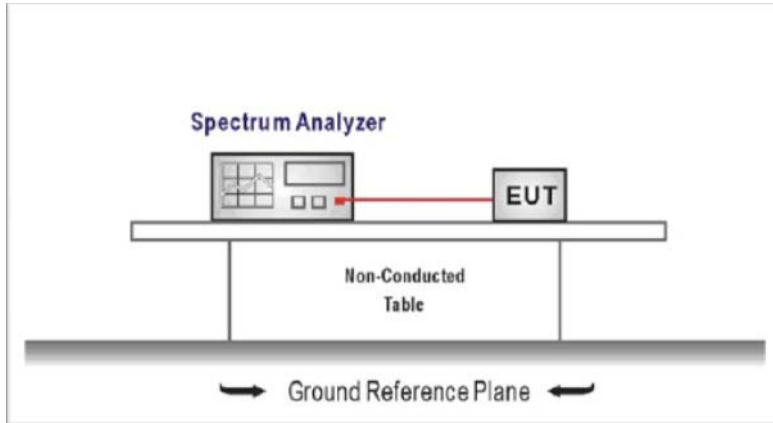 Spectrum Analyzer
EUT
Non-Conducted
Table
Ground Reference Plane